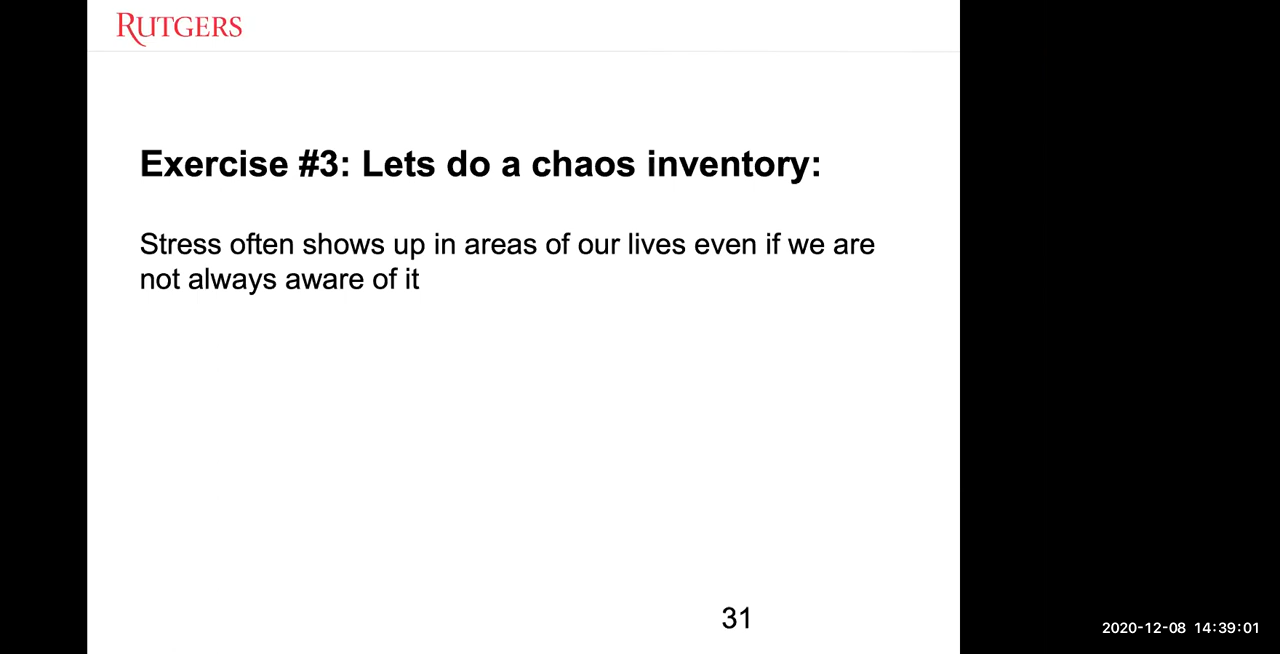 RUTGERS
Exercise #3: Lets do a chaos inventory:
Stress often shows up in areas of our lives even if we are
not always aware of it
31
2020-12-08 14:39:01